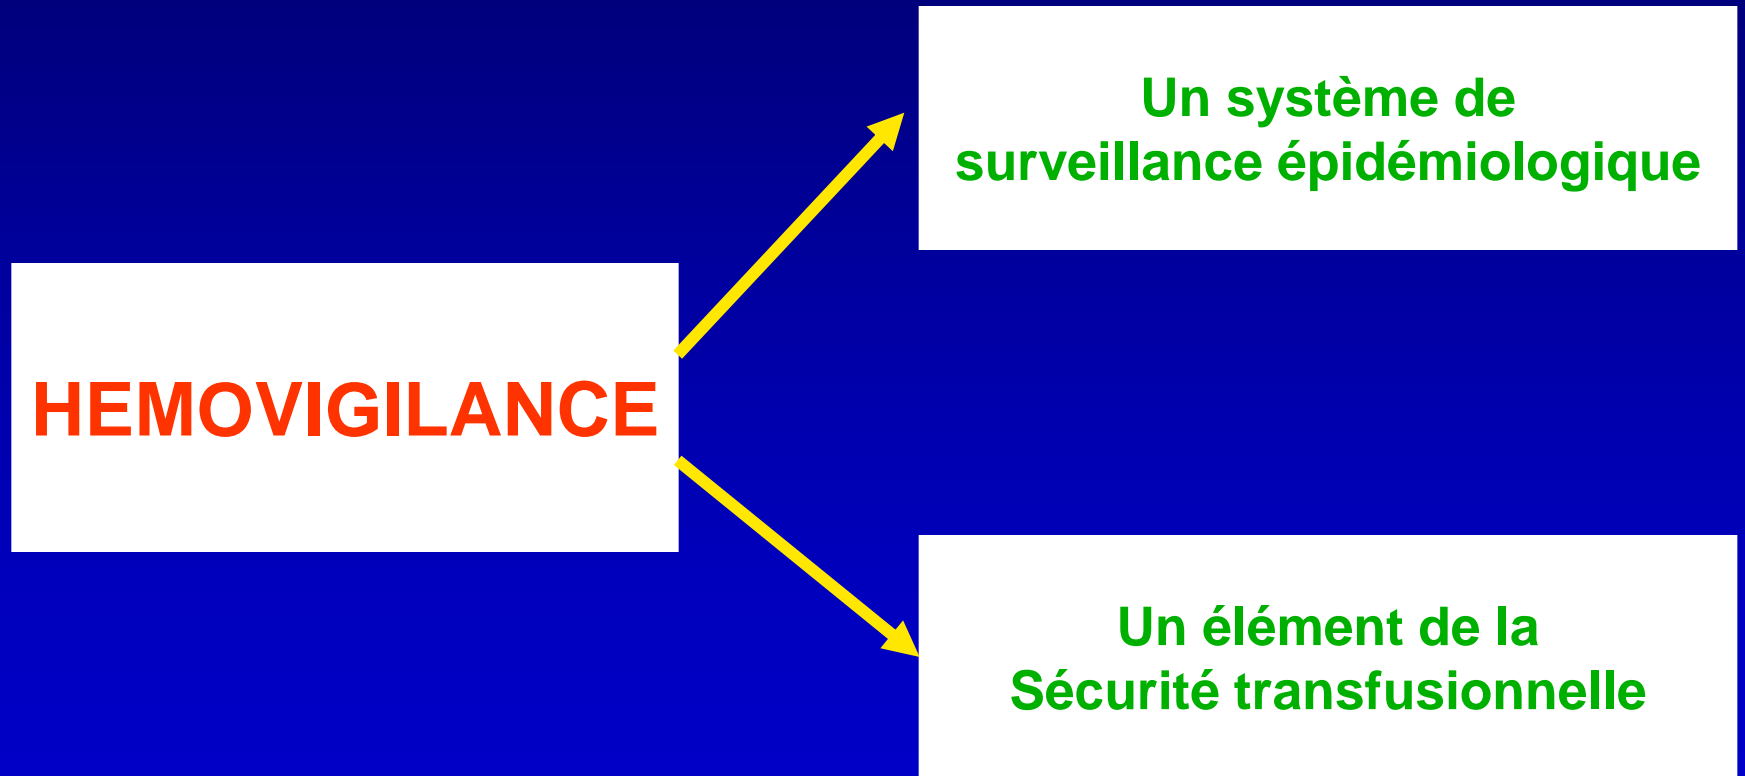 HEMOVIGILANCE
Un système de
surveillance épidémiologique
Un élément de la
Sécurité transfusionnelle